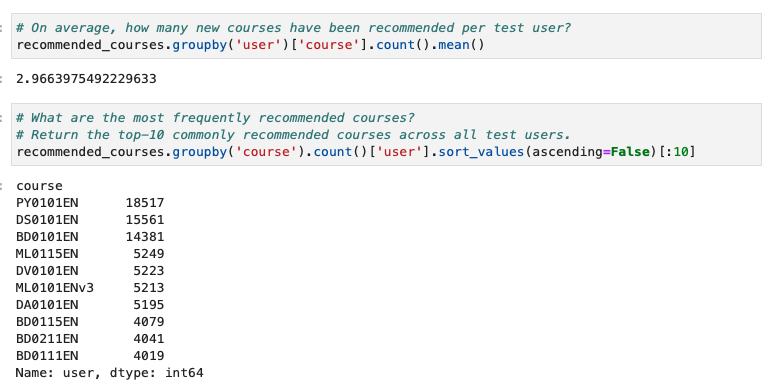 # On average, how many new courses have been recommended per test user?
recommended_courses.groupby('user')['course'].count().mean()
2.9663975492229633
# What are the most frequently recommended courses?
# Return the top-10 commonly recommended courses across all test users.
recommended_courses.groupby('course').count()['user'].sort_values(ascending=False)[:10]
course
PY0101EN      18517
DS0101EN      15561
BD0101EN      14381
ML0115EN       5249
DV0101EN       5223
ML0101ENv3     5213
DA0101EN       5195
BD0115EN       4079
BD0211EN       4041
BD0111EN       4019
Name: user, dtype: int64